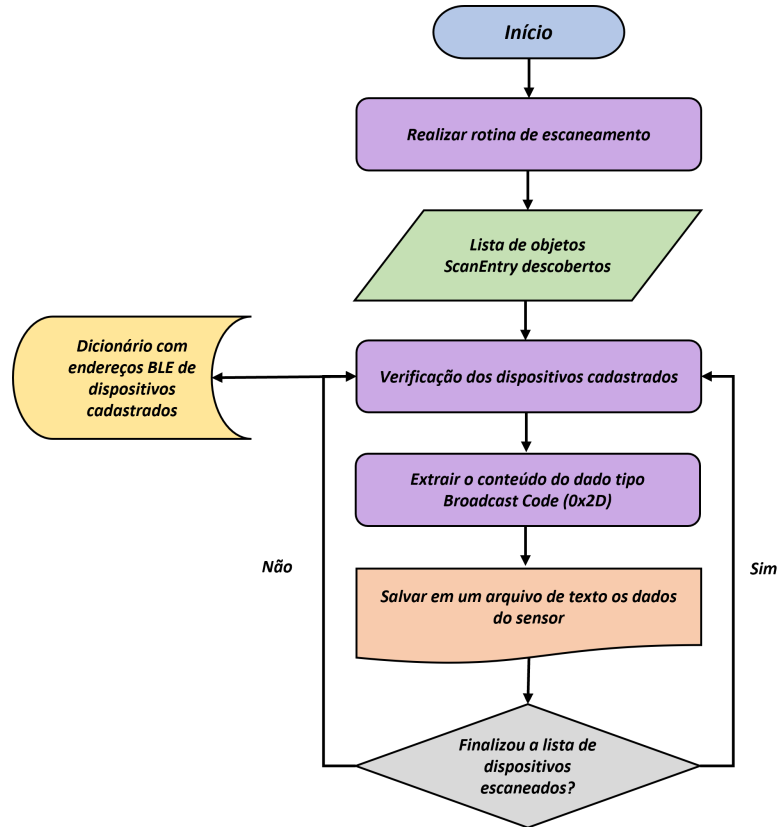 Início
Realizar rotina de escaneamento
Lista de objetos
ScanEntry descobertos
Dicionário com
endereços BLE de
dispositivos
cadastrados
Verificação dos dispositivos cadastrados
Extrair o conteúdo do dado tipo
Broadcast Code (0x2D)
Não
Sim
Salvar em um arquivo de texto os dados
do sensor
Finalizou a lista de
dispositivos
escaneados?